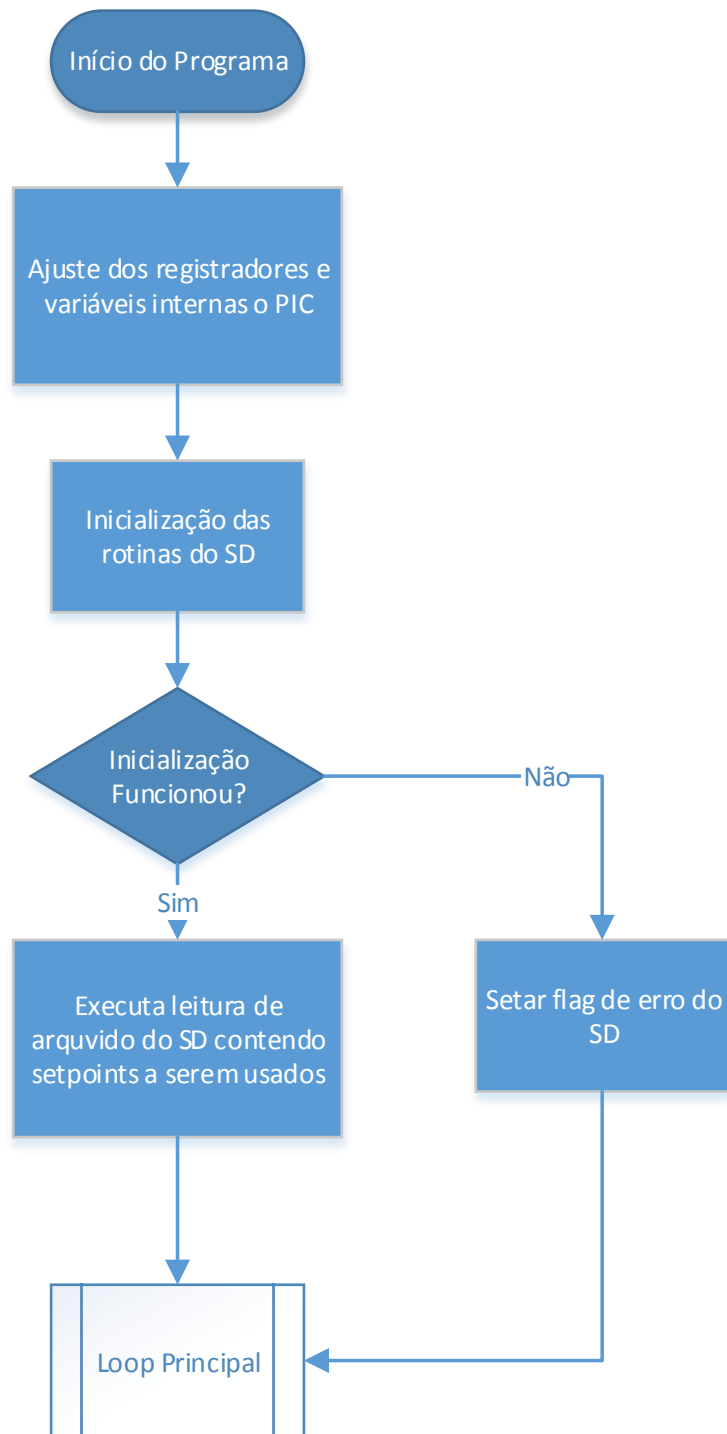 Início do Programa
Ajuste dos registradores e
variáveis internas o PIC
Inicialização das
rotinas do SD
Inicialização
Funcionou?
Não
Sim
Executa leitura de
arquvido do SD contendo
setpoints a serem usados
Setar flag de erro do
SD
Loop Principal